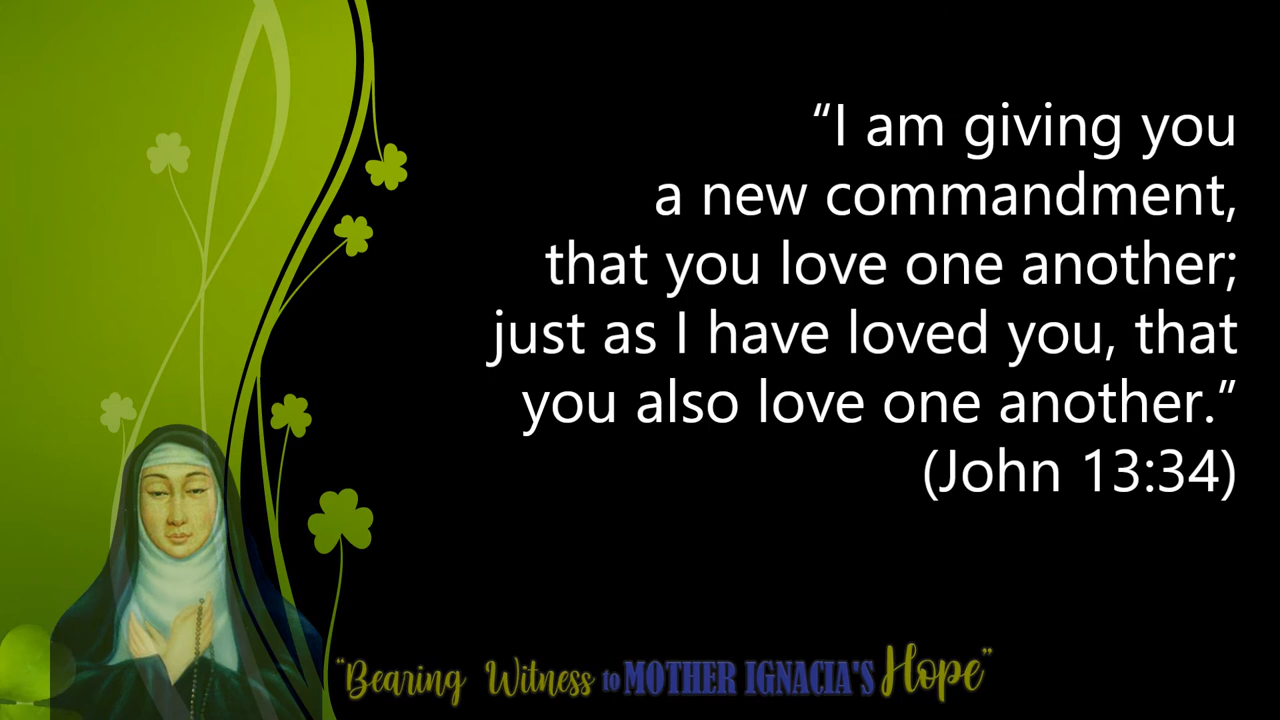 “I am giving you
a new commandment,
that you love one another;
just as I have loved you, that
you also love one another.”
(John 13:34)
“Bearing Witness to MOTHER IGNACIA'S Hope”